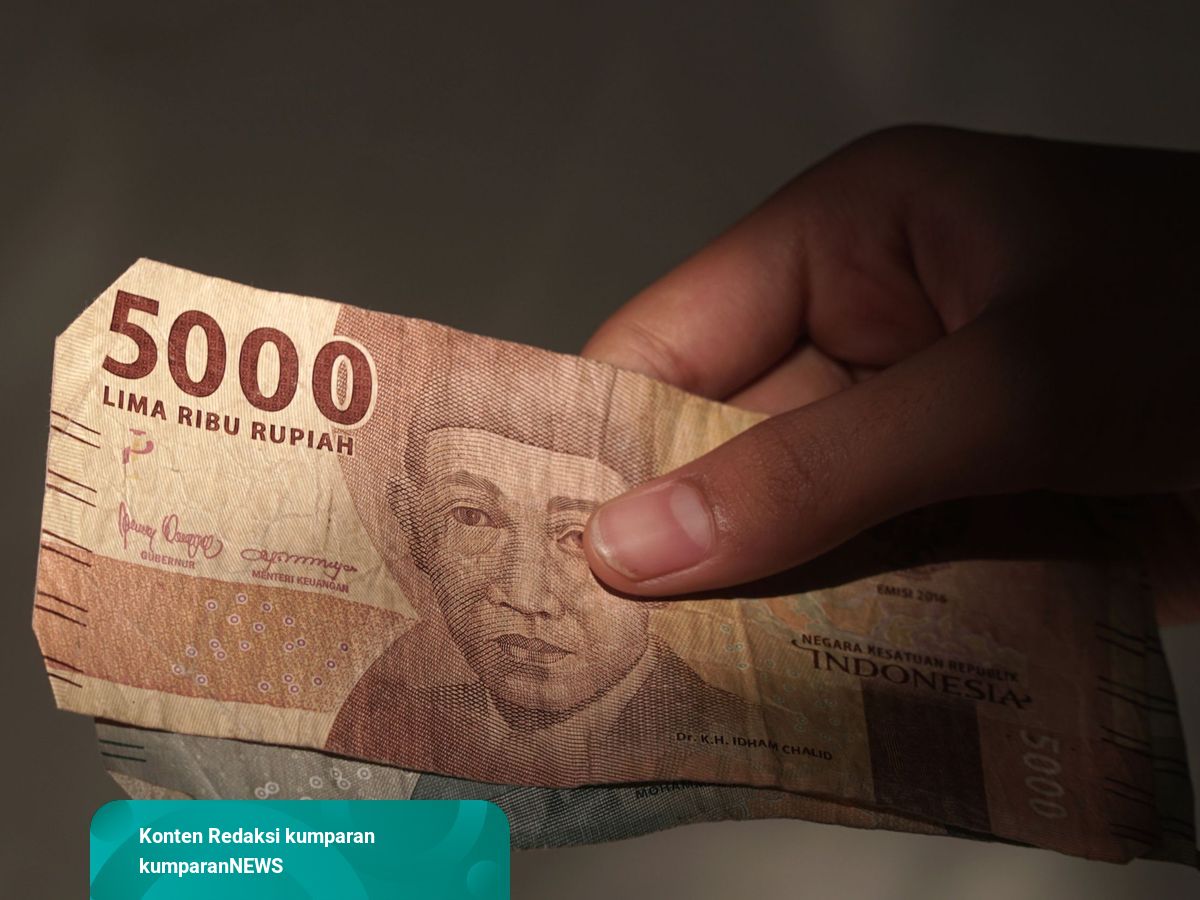 5000
LIMA RIBU RUPIAH
GUBERNUR
MENTERI KEUANGAN
EMISI 2016
NEGARA KESATUAN REPUBLIK
INDONESIA
Dr. K.H. IDHAM CHALID
5000
Konten Redaksi kumparan
kumparanNEWS